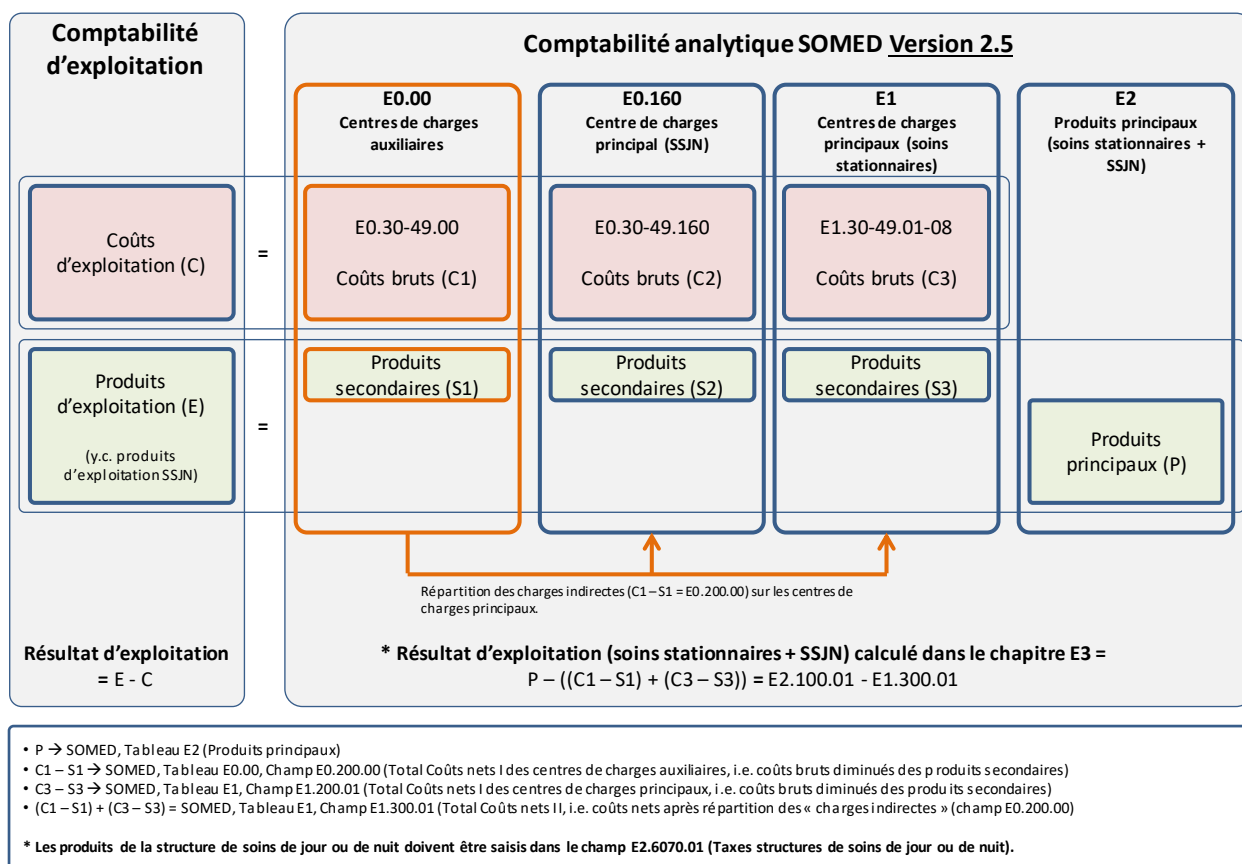 Comptabilité
d'exploitation
Comptabilité analytique SOMED Version 2.5
E0.00
Centres de charges
auxiliaires
E0.160
Centre de charges
principal (SSJN)
E1
Centres de charges
principaux (soins
stationnaires)
E2
Produits principaux
(soins stationnaires +
SSJN)
Coûts
d'exploitation (C)
=
E0.30-49.00
Coûts bruts (C1)
E0.30-49.160
Coûts bruts (C2)
E1.30-49.01-08
Coûts bruts (C3)
Produits
d'exploitation (E)
(y.c. produits
d'exploitation SSJN)
=
Produits
secondaires (S1)
Produits
secondaires (S2)
Produits
secondaires (S3)
Produits
principaux (P)
Répartition des charges indirectes (C1 – S1 = E0.200.00) sur les centres de
charges principaux.
Résultat d'exploitation
= E - C
* Résultat d'exploitation (soins stationnaires + SSJN) calculé dans le chapitre E3 =
P – ((C1 – S1) + (C3 – S3)) = E2.100.01 - E1.300.01
• P → SOMED, Tableau E2 (Produits principaux)
• C1 – S1 → SOMED, Tableau E0.00, Champ E0.200.00 (Total Coûts nets I des centres de charges auxiliaires, i.e. coûts bruts diminués des produits secondaires)
• C3 – S3 → SOMED, Tableau E1, Champ E1.200.01 (Total Coûts nets I des centres de charges principaux, i.e. coûts bruts diminués des produits secondaires)
• (C1 – S1) + (C3 – S3) = SOMED, Tableau E1, Champ E1.300.01 (Total Coûts nets II, i.e. coûts nets après répartition des « charges indirectes » (champ E0.200.00)
* Les produits de la structure de soins de jour ou de nuit doivent être saisis dans le champ E2.6070.01 (Taxes structures de soins de jour ou de nuit).